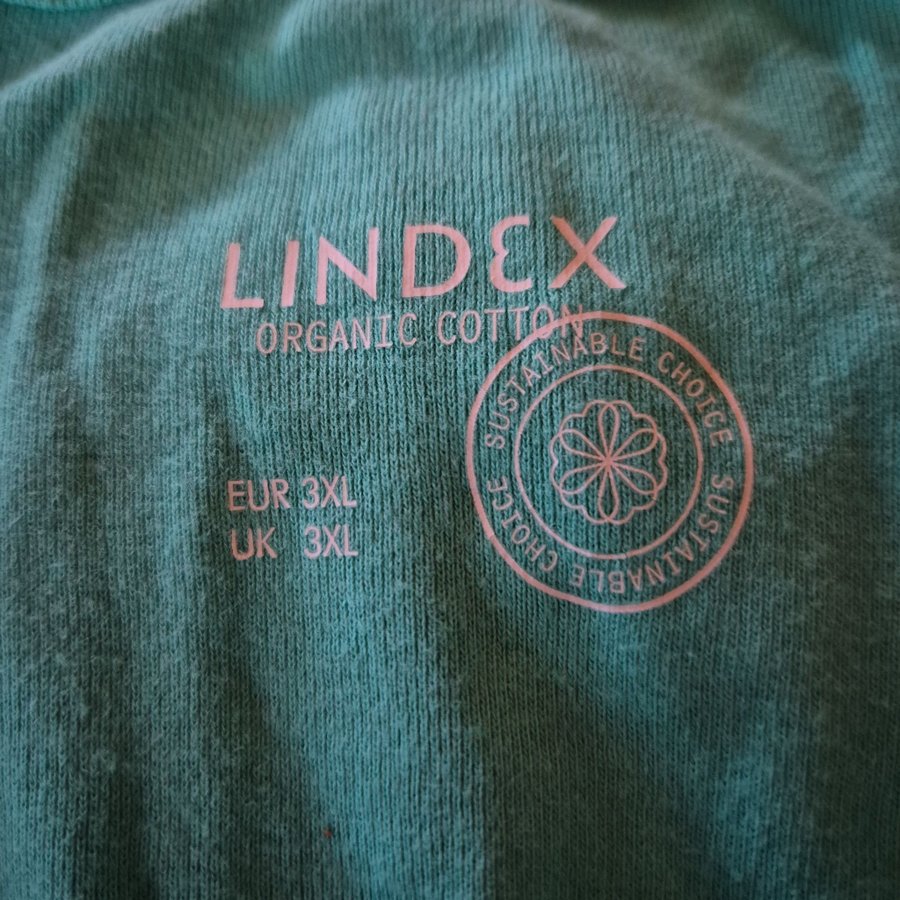 LINDEX
ORGANIC COTTON
SUSTAINABLE CHOICE SUSTAINABLE CHOICE
EUR 3XL
UK 3XL